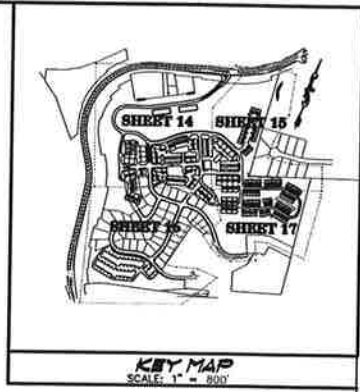 SHEET 14 SHEET 15
SHEET 16 SHEET 17
KEY MAP
SCALE: 1" = 800'